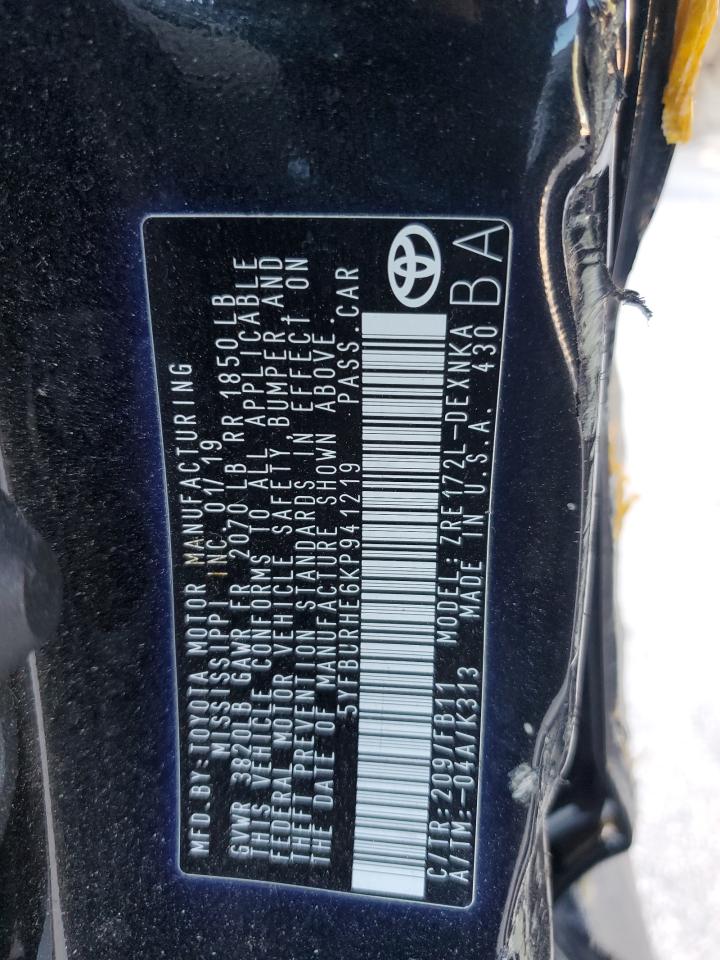 MFD.BY:TOYOTA MOTOR MANUFACTURING
MISSISSIPPI INC. 01/19
GVWR 3820LB GAWR FR 2070 LB RR 1850 LB
THIS VEHICLE CONFORMS TO ALL APPLICABLE
FEDERAL MOTOR VEHICLE SAFETY, BUMPER, AND
THEFT PREVENTION STANDARDS IN EFFECT ON
THE DATE OF MANUFACTURE SHOWN ABOVE.
5YFBURHE6KP941219 PASS.CAR
C/TR:209/FB11 MODEL:ZRE172L-DEXNKA
A/TM:-04A/K313 MADE IN U.S.A. 430
BA